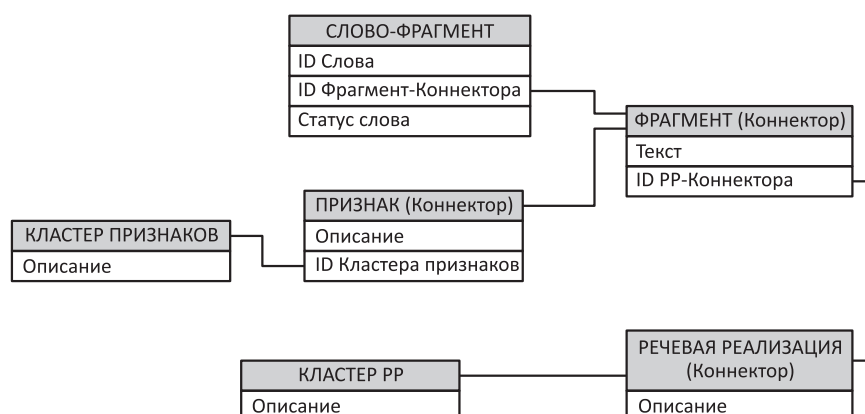 СЛОВО-ФРАГМЕНТ
ID Слова
ID Фрагмент-Коннектора
Статус слова
ФРАГМЕНТ (Коннектор)
Текст
ID РР-Коннектора
ПРИЗНАК (Коннектор)
Описание
ID Кластера признаков
КЛАСТЕР ПРИЗНАКОВ
Описание
КЛАСТЕР РР
Описание
РЕЧЕВАЯ РЕАЛИЗАЦИЯ
(Коннектор)
Описание